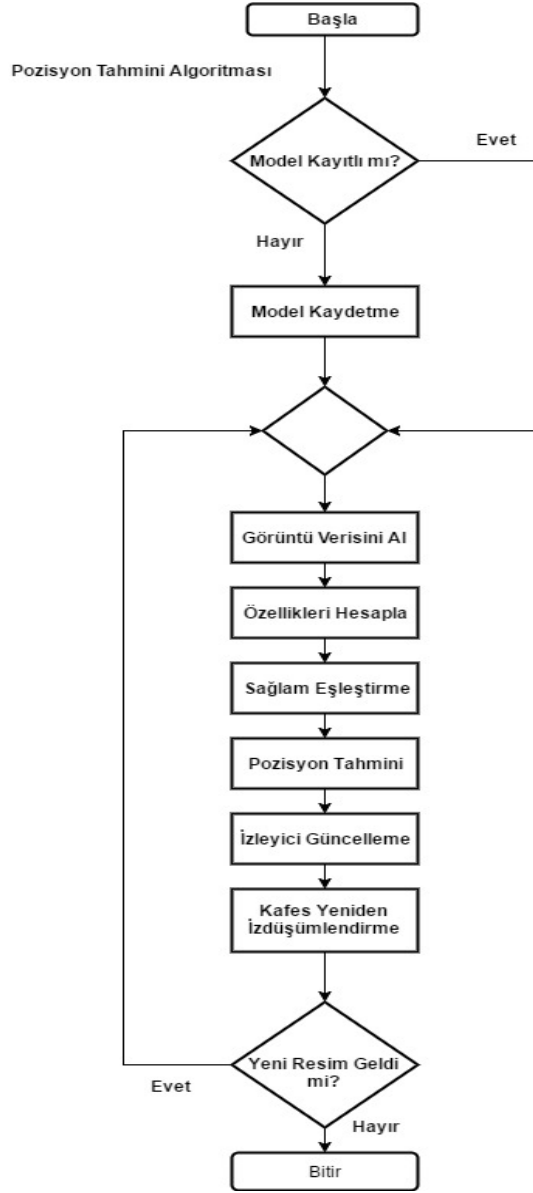 Başla
Pozisyon Tahmini Algoritması
Model Kayıtlı mı?
Evet
Hayır
Model Kaydetme
Görüntü Verisini Al
Özellikleri Hesapla
Sağlam Eşleştirme
Pozisyon Tahmini
İzleyici Güncelleme
Kafes Yeniden
İzdüşümlendirme
Yeni Resim Geldi
mi?
Evet
Hayır
Bitir